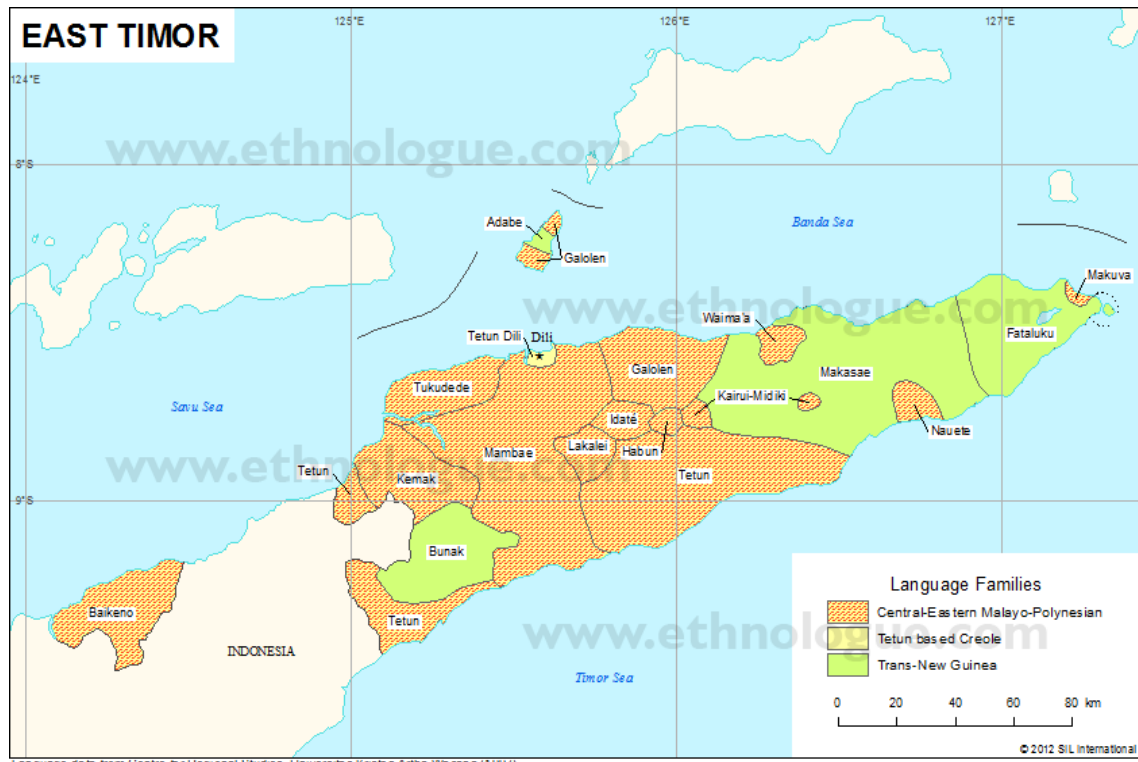 EAST TIMOR
125°E
126°E
127°E
124°E
www.ethnologue.com
8°S
Adabe
Galolen
Banda Sea
Makuva
www.ethnologue.com
Waima'a
Tetun Dili
Dili
Fataluku
Galolen
Makasae
Tukudede
Kairui-Midiki
Savu Sea
Idaté
Nauete
Lakalei
Habun
Mambae
www.ethnologue.com
Tetun
Kemak
Tetun
9°S
Bunak
Language Families
Baikeno
Central-Eastern Malayo-Polynesian
Tetun
www.ethnologue.com
Tetun based Creole
INDONESIA
Trans-New Guinea
Timor Sea
0 20 40 60 80 km
© 2012 SIL International